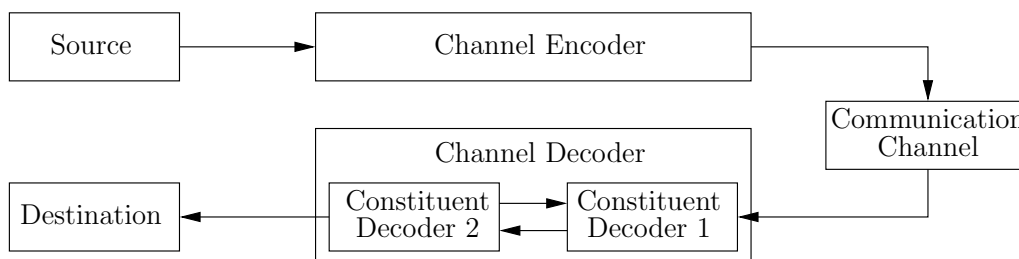 Source
Channel Encoder
Communication
Channel
Channel Decoder
Destination
Constituent
Decoder 2
Constituent
Decoder 1